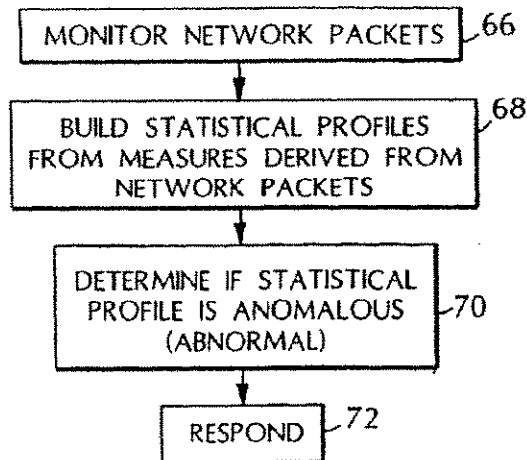 MONITOR NETWORK PACKETS 66
68
BUILD STATISTICAL PROFILES
FROM MEASURES DERIVED FROM
NETWORK PACKETS
DETERMINE IF STATISTICAL
PROFILE IS ANOMALOUS 70
(ABNORMAL)
RESPOND 72